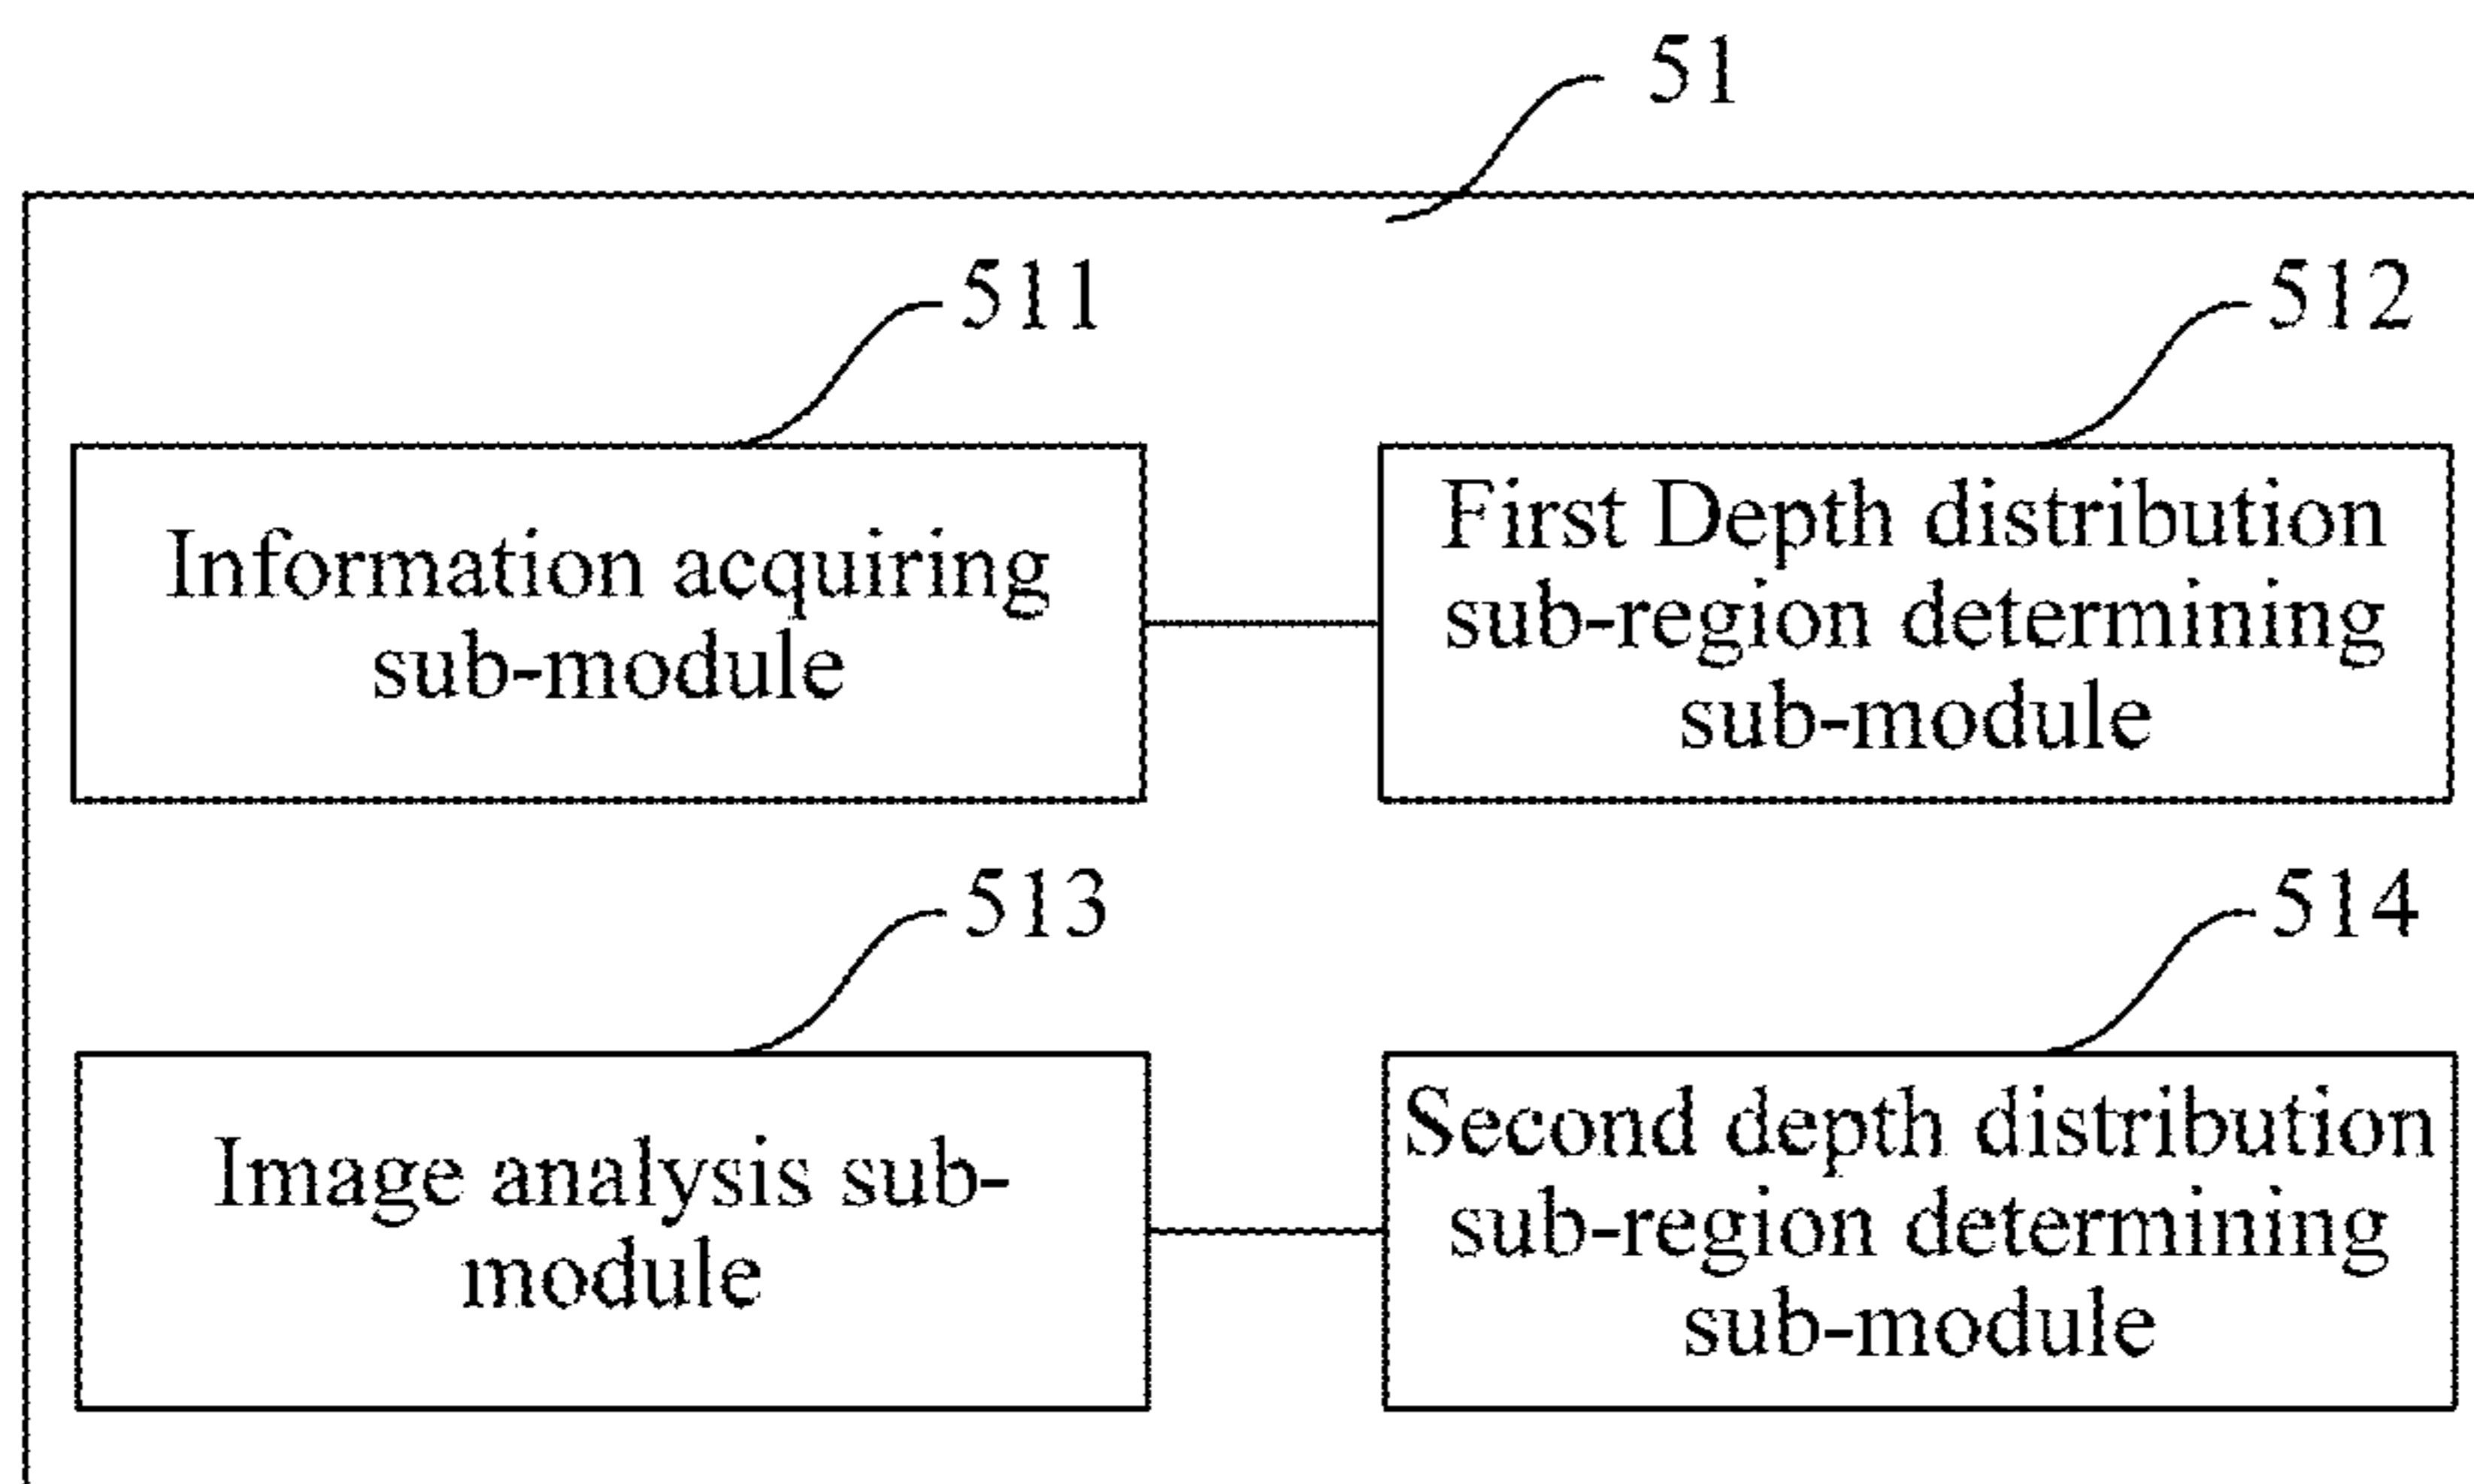 51
511
512
Information acquiring
sub-module
First Depth distribution
sub-region determining
sub-module
513
514
Image analysis sub-
module
Second depth distribution
sub-region determining
sub-module